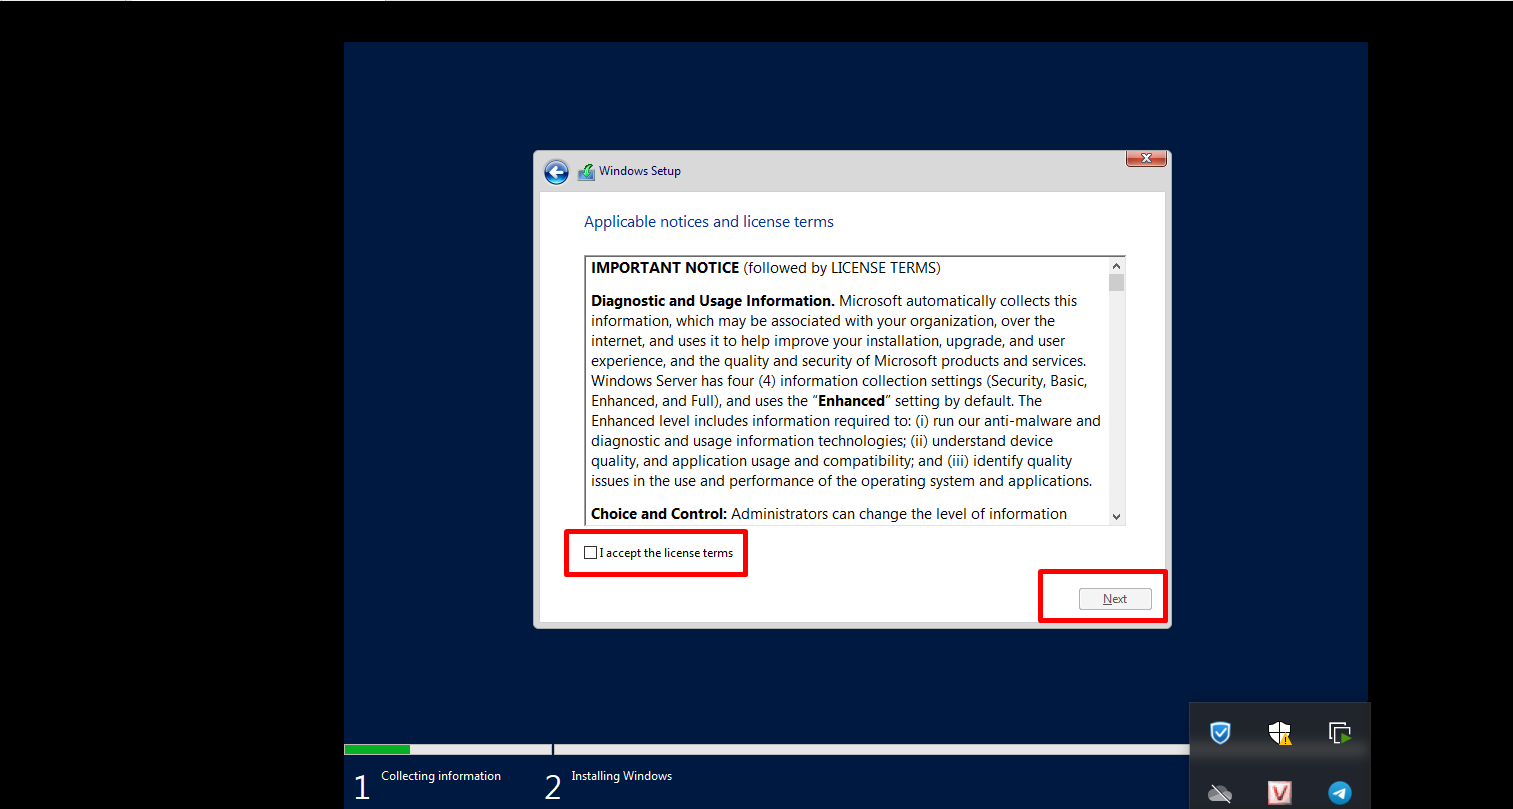 Windows Setup
Applicable notices and license terms
IMPORTANT NOTICE (followed by LICENSE TERMS)
Diagnostic and Usage Information. Microsoft automatically collects this
information, which may be associated with your organization, over the
internet, and uses it to help improve your installation, upgrade, and user
experience, and the quality and security of Microsoft products and services.
Windows Server has four (4) information collection settings (Security, Basic,
Enhanced, and Full), and uses the “Enhanced” setting by default. The
Enhanced level includes information required to: (i) run our anti-malware and
diagnostic and usage information technologies; (ii) understand device
quality, and application usage and compatibility; and (iii) identify quality
issues in the use and performance of the operating system and applications.
Choice and Control: Administrators can change the level of information
I accept the license terms
Next
1 Collecting information
2 Installing Windows
V